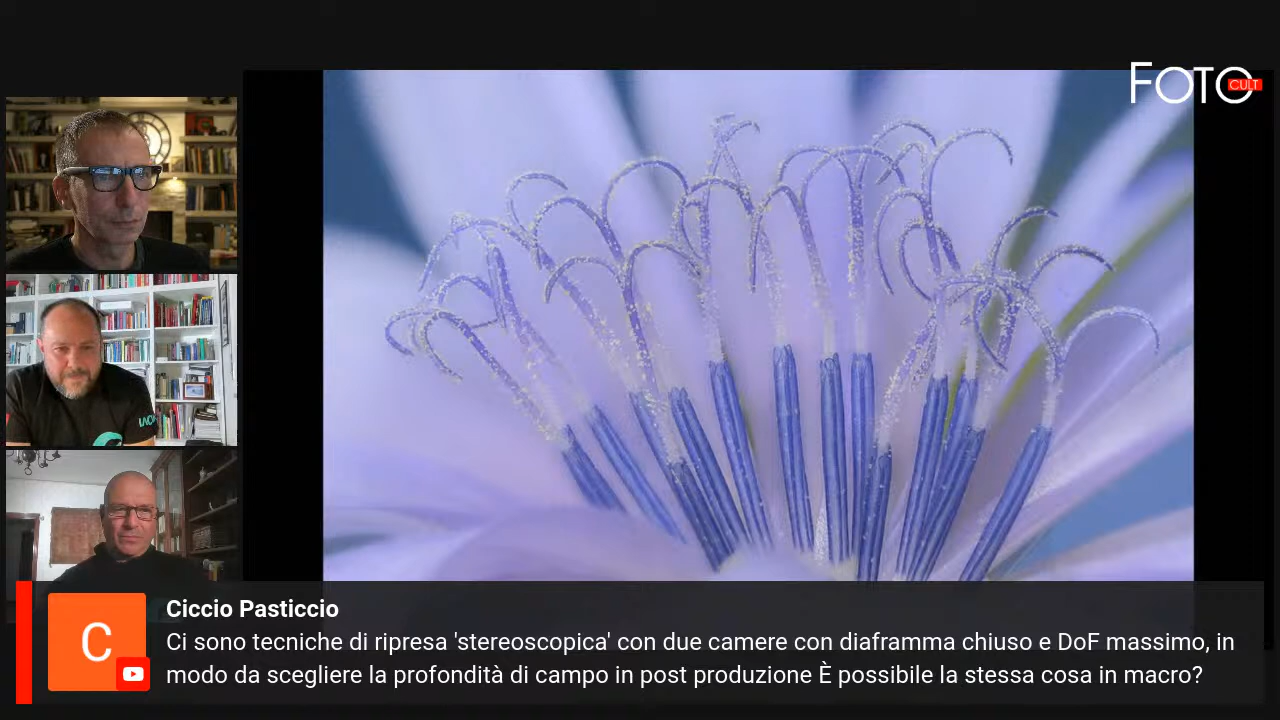 FOTO
CULT
Ciccio Pasticcio
C
Ci sono tecniche di ripresa 'stereoscopica' con due camere con diaframma chiuso e DoF massimo, in
modo da scegliere la profondità di campo in post produzione È possibile la stessa cosa in macro?